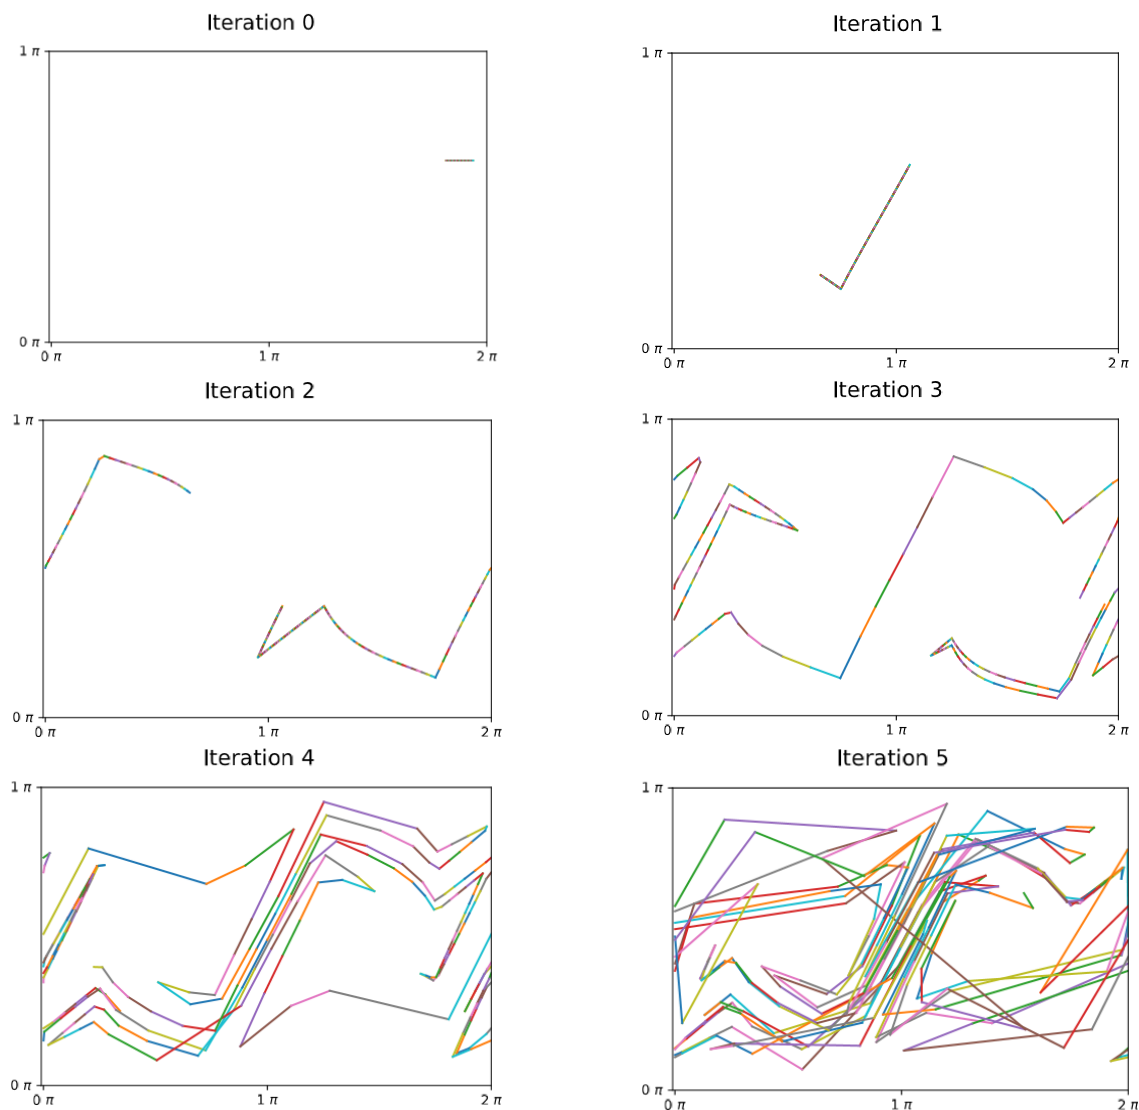 Iteration 0
1 π
0 π
0 π 1 π 2 π
Iteration 1
1 π
0 π
0 π 1 π 2 π
Iteration 2
1 π
0 π
0 π 1 π 2 π
Iteration 3
1 π
0 π
0 π 1 π 2 π
Iteration 4
1 π
0 π
0 π 1 π 2 π
Iteration 5
1 π
0 π
0 π 1 π 2 π